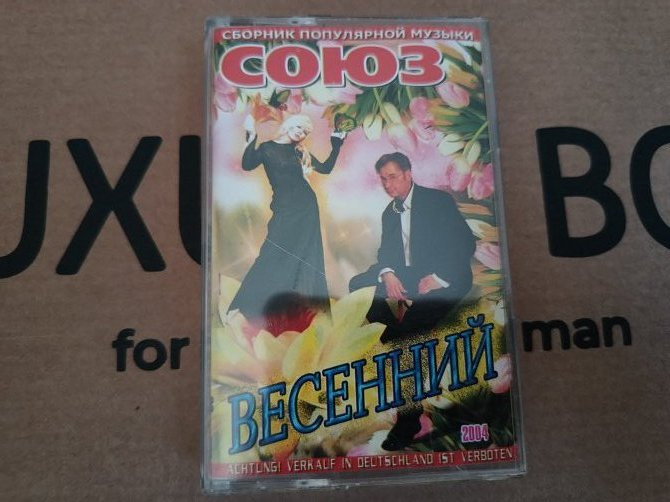 СБОРНИК ПОПУЛЯРНОЙ МУЗЫКИ
СОЮЗ
UXU BO
for man
ВЕСЕННИЙ
2004
ACHTUNG! VERKAUF IN DEUTSCHLAND IST VERBOTEN